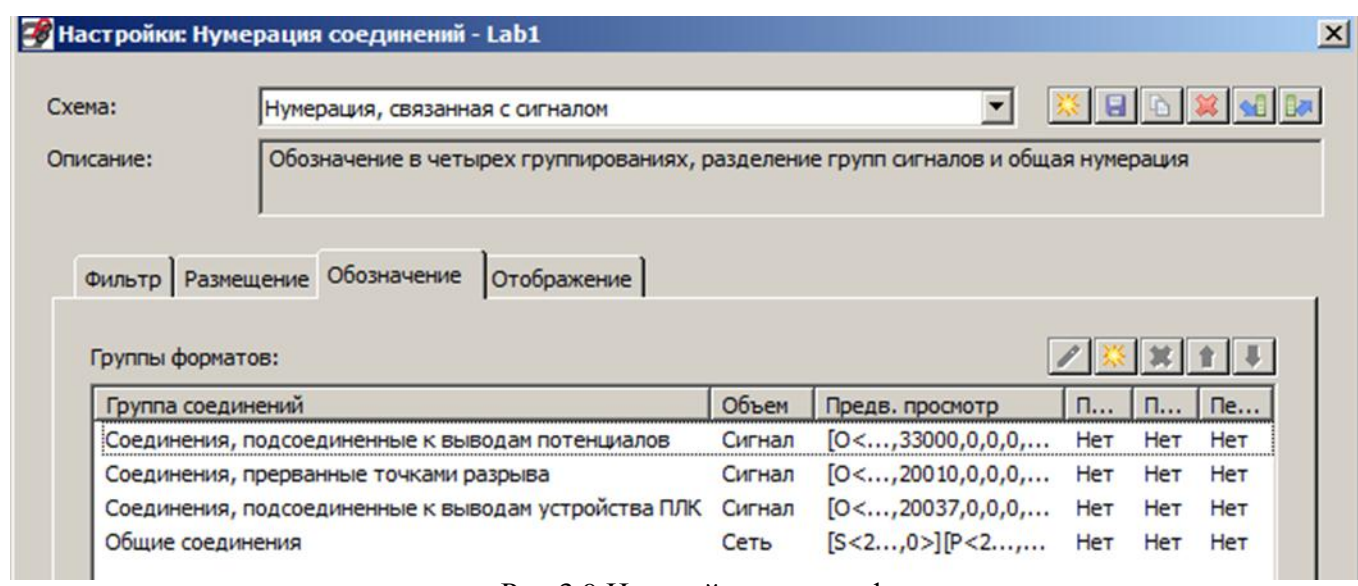 Настройки: Нумерация соединений - Lab1
Схема: Нумерация, связанная с сигналом
Описание: Обозначение в четырех группированиях, разделение групп сигналов и общая нумерация
Фильтр Размещение Обозначение Отображение
Группы форматов:
Группа соединений Объем Предв. просмотр П... П... Пе...
Соединения, подсоединенные к выводам потенциалов Сигнал [O<...,33000,0,0,0,... Нет Нет Нет
Соединения, прерванные точками разрыва Сигнал [O<...,20010,0,0,0,... Нет Нет Нет
Соединения, подсоединенные к выводам устройства ПЛК Сигнал [O<...,20037,0,0,0,... Нет Нет Нет
Общие соединения Сеть [S<2...,0>][P<2...,... Нет Нет Нет